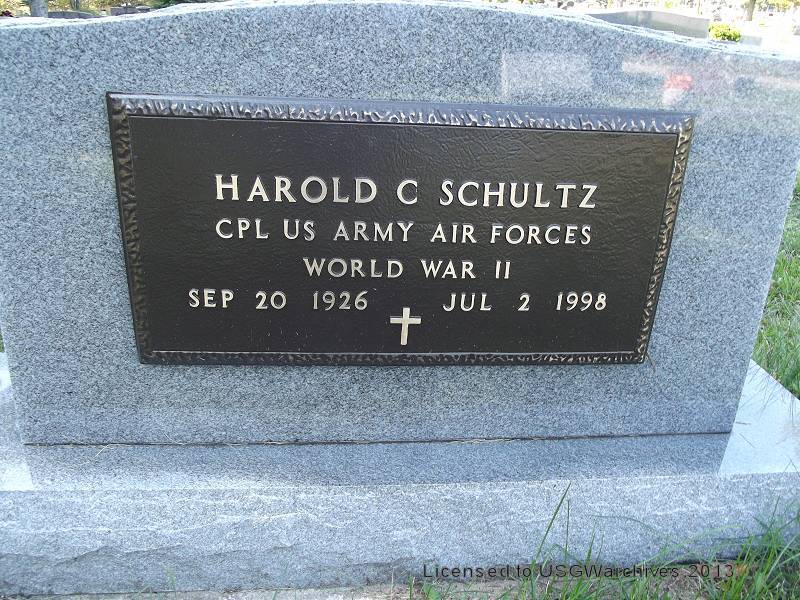 HAROLD C SCHULTZ
CPL US ARMY AIR FORCES
WORLD WAR II
SEP 20 1926 JUL 2 1998
Licensed to USGWarchives 2013